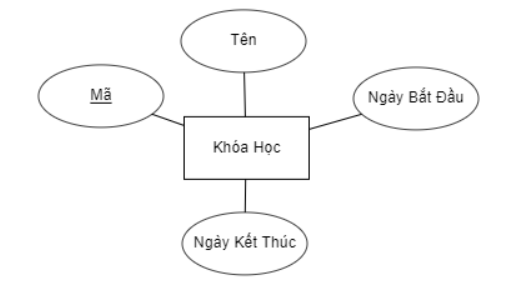 Tên
Mã
Ngày Bắt Đầu
Khóa Học
Ngày Kết Thúc